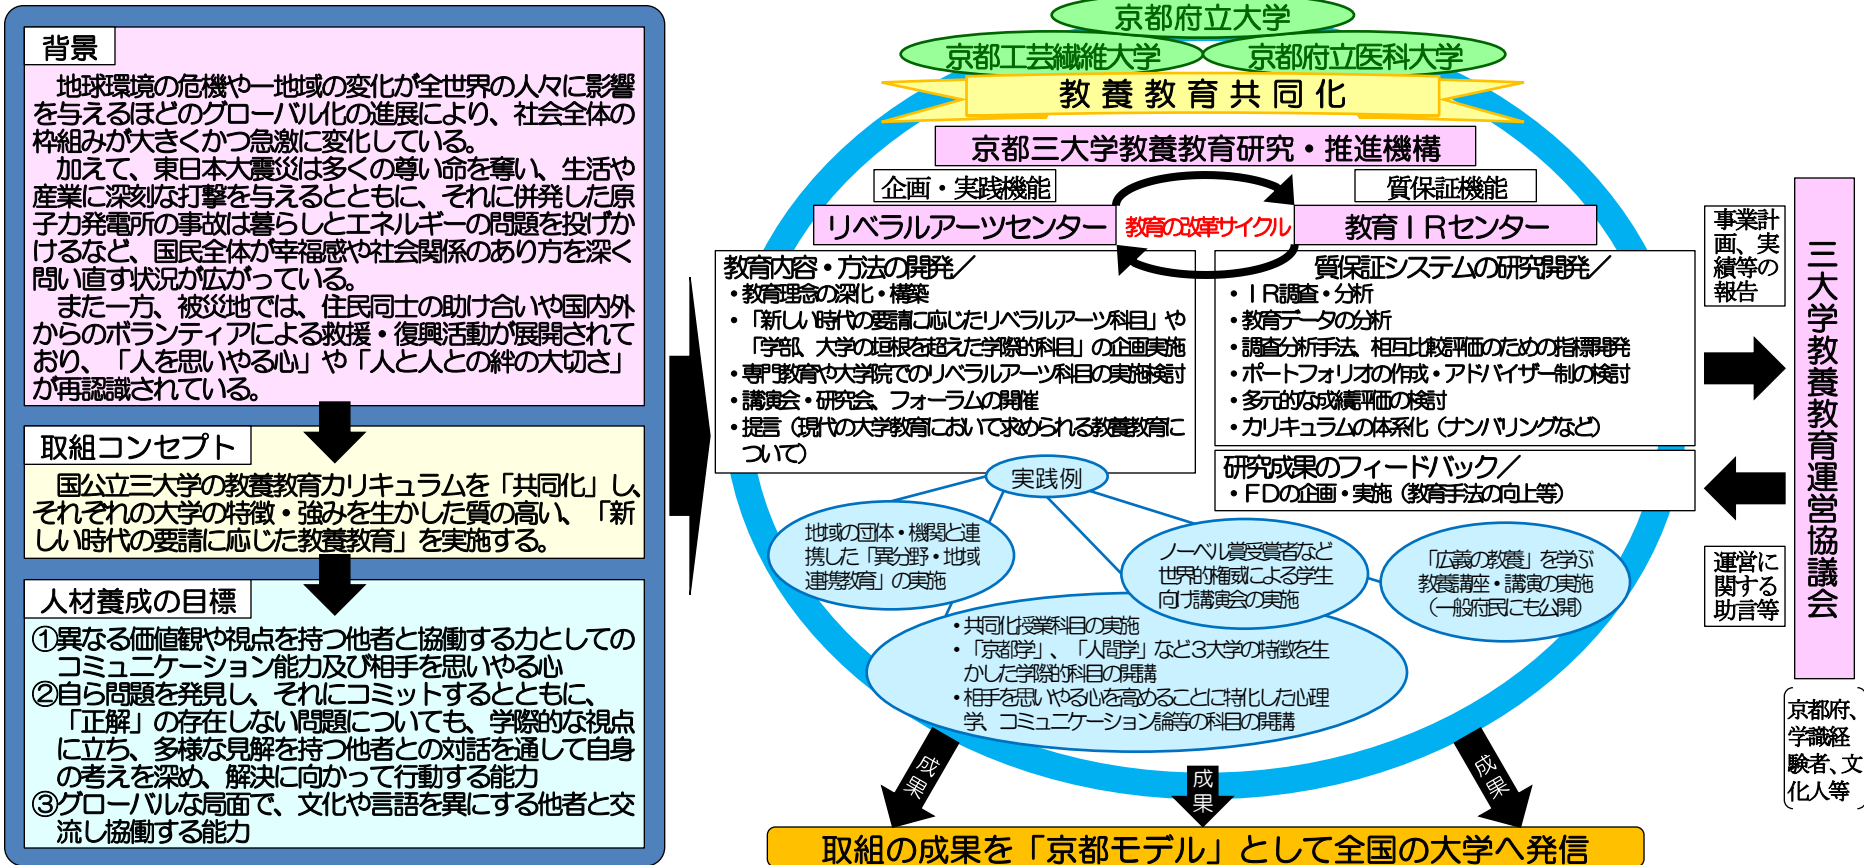 背景
地球環境の危機や一地域の変化が全世界の人々に影響
を与えるほどのグローバル化の進展により、社会全体の
枠組みが大きくかつ急激に変化している。
加えて、東日本大震災は多くの尊い命を奪い、生活や
産業に深刻な打撃を与えるとともに、それに併発した原
子力発電所の事故は暮らしとエネルギーの問題を投げか
けるなど、国民全体が幸福感や社会関係のあり方を深く
問い直す状況が広がっている。
また一方、被災地では、住民同士の助け合いや国内外
からのボランティアによる救援・復興活動が展開されて
おり、「人を思いやる心」や「人と人との絆の大切さ」
が再認識されている。
取組コンセプト
国公立三大学の教養教育カリキュラムを「共同化」し、
それぞれの大学の特徴・強みを生かした質の高い、「新
しい時代の要請に応じた教養教育」を実施する。
人材養成の目標
①異なる価値観や視点を持つ他者と協働する力としての
コミュニケーション能力及び相手を思いやる心
②自ら問題を発見し、それにコミットするとともに、
「正解」の存在しない問題についても、学際的な視点
に立ち、多様な見解を持つ他者との対話を通して自身
の考えを深め、解決に向かって行動する能力
③グローバルな局面で、文化や言語を異にする他者と交
流し協働する能力
京都府立大学
京都工芸繊維大学
京都府立医科大学
教養教育共同化
京都三大学教養教育研究・推進機構
企画・実践機能
質保証機能
リベラルアーツセンター
教育の改革サイクル
教育IRセンター
教育内容・方法の開発／
・教育理念の深化・構築
・「新しい時代の要請に応じたリベラルアーツ科目」や
「学部、大学の垣根を超えた学際的科目」の企画実施
・専門教育や大学院でのリベラルアーツ科目の実施検討
・講演会・研究会、フォーラムの開催
・提言（現代の大学教育において求められる教養教育に
ついて）
質保証システムの研究開発／
・IR調査・分析
・教育データの分析
・調査分析手法、相互比較評価のための指標開発
・ポートフォリオの作成・アドバイザー制の検討
・多元的な成績評価の検討
・カリキュラムの体系化（ナンバリングなど）
研究成果のフィードバック／
・FDの企画・実施（教育手法の向上等）
実践例
地域の団体・機関と連
携した「異分野・地域
連携教育」の実施
ノーベル賞受賞者など
世界的権威による学生
向け講演会の実施
「広義の教養」を学ぶ
教養講座・講演の実施
（一般府民にも公開）
・共同化授業科目の実施
・「京都学」、「人間学」など３大学の特徴を生
かした学際的科目の開講
・相手を思いやる心を高めることに特化した心理
学、コミュニケーション論等の科目の開講
成果
成果
成果
取組の成果を「京都モデル」として全国の大学へ発信
事業計
画、実
績等の
報告
運営に
関する
助言等
三大学教養教育運営協議会
京都府、
学識経
験者、文
化人等